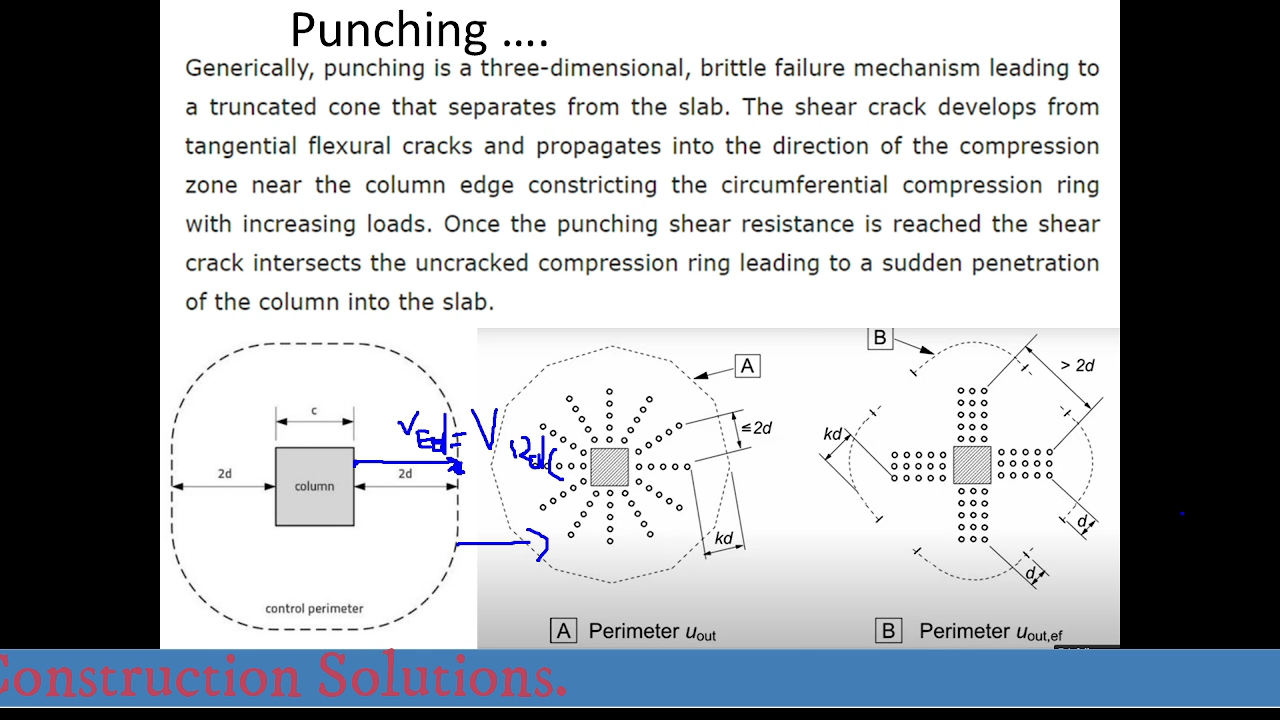 Punching ....
Generically, punching is a three-dimensional, brittle failure mechanism leading to
a truncated cone that separates from the slab. The shear crack develops from
tangential flexural cracks and propagates into the direction of the compression
zone near the column edge constricting the circumferential compression ring
with increasing loads. Once the punching shear resistance is reached the shear
crack intersects the uncracked compression ring leading to a sudden penetration
of the column into the slab.
c
2d
column
2d
control perimeter
VEd = VRdc
A
≤2d
kd
A Perimeter uout
B
> 2d
kd
d
d
B Perimeter uout,ef
Construction Solutions.